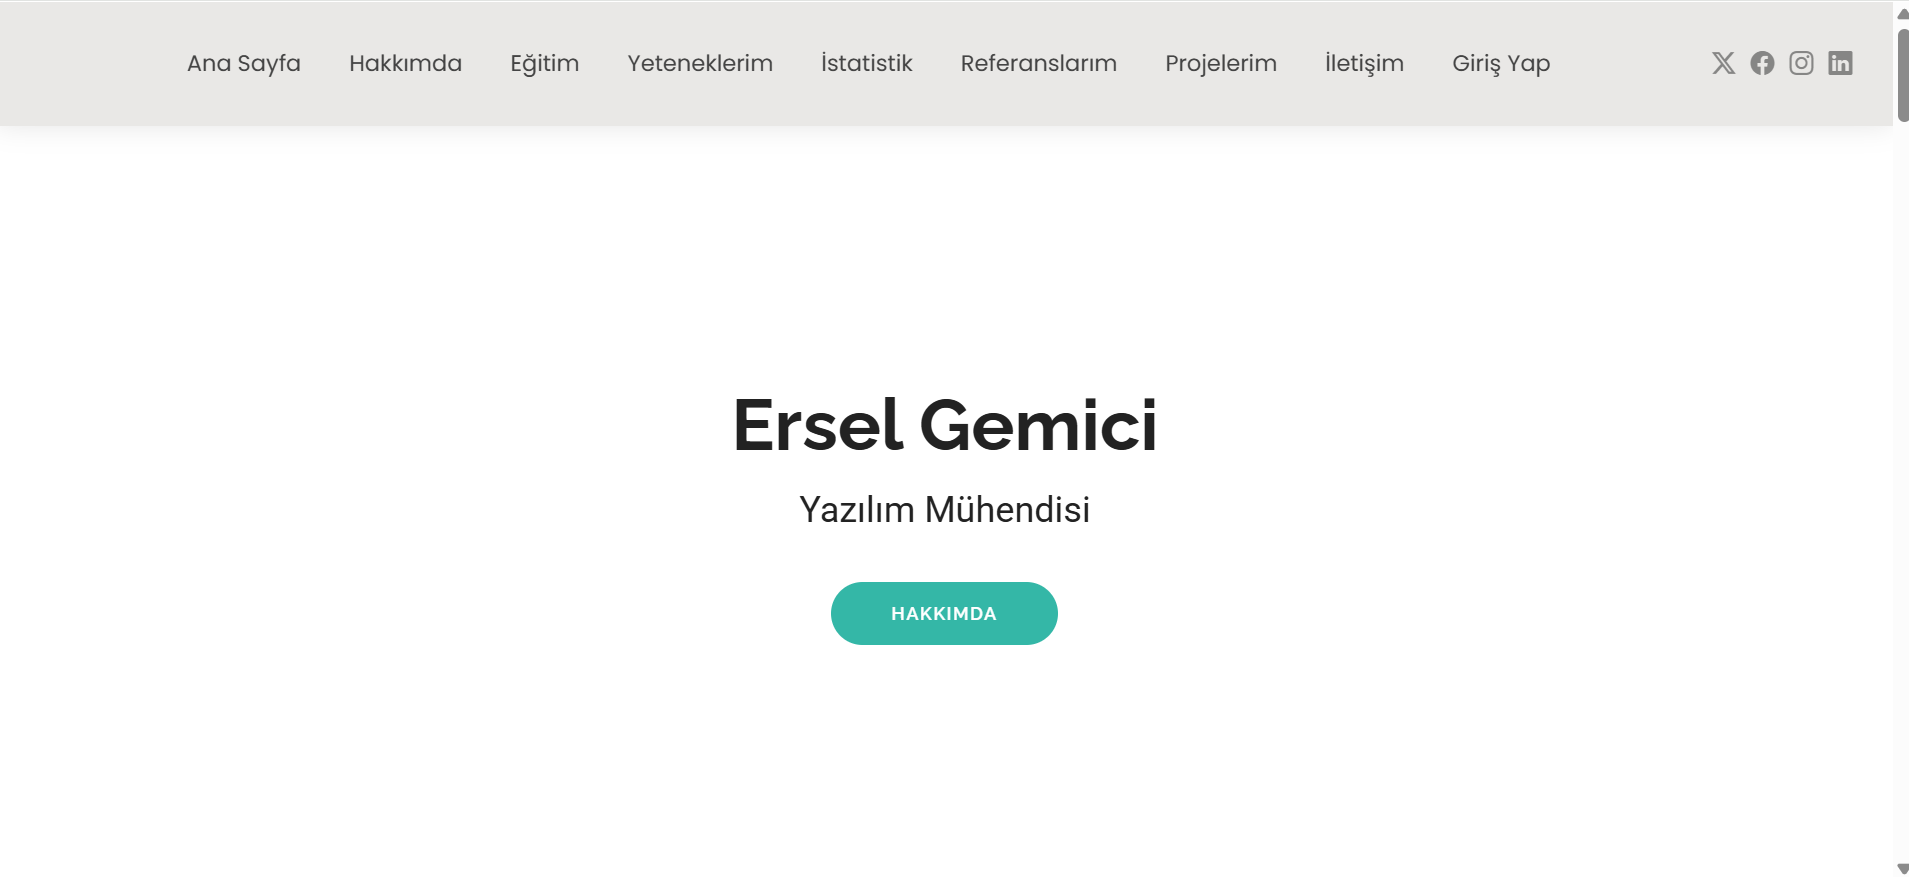 Ana Sayfa Hakkımda Eğitim Yeteneklerim İstatistik Referanslarım Projelerim İletişim Giriş Yap
Ersel Gemici
Yazılım Mühendisi
HAKKIMDA